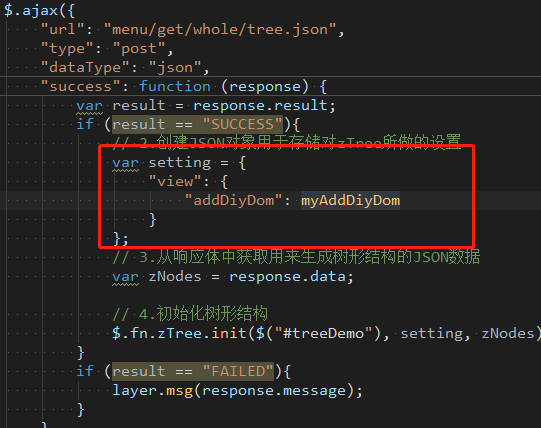 $.ajax({
"url": "menu/get/whole/tree.json",
"type": "post",
"dataType": "json",
"success": function (response) {
var result = response.result;
if (result == "SUCCESS"){
// 2.创建JSON对象用于存储对zTree所做的设置
var setting = {
"view": {
"addDiyDom": myAddDiyDom
}
};
// 3.从响应体中获取用来生成树形结构的JSON数据
var zNodes = response.data;
// 4.初始化树形结构
$.fn.zTree.init($("#treeDemo"), setting, zNodes)
}
if (result == "FAILED"){
layer.msg(response.message);
}